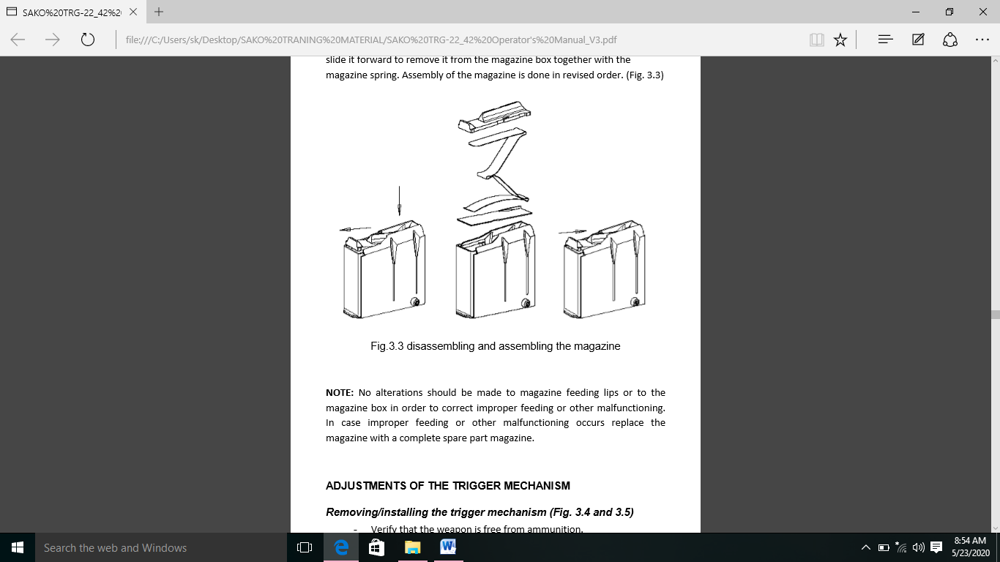 SAKO%20TRG-22_42%20
file:///C:/Users/sk/Desktop/SAKO%20TRANING%20MATERIAL/SAKO%20TRG-22_42%20Operator's%20Manual_V3.pdf
slide it forward to remove it from the magazine box together with the
magazine spring. Assembly of the magazine is done in revised order. (Fig. 3.3)
Fig.3.3 disassembling and assembling the magazine
NOTE: No alterations should be made to magazine feeding lips or to the
magazine box in order to correct improper feeding or other malfunctioning.
In case improper feeding or other malfunctioning occurs replace the
magazine with a complete spare part magazine.
ADJUSTMENTS OF THE TRIGGER MECHANISM
Removing/installing the trigger mechanism (Fig. 3.4 and 3.5)
- Verify that the weapon is free from ammunition.
Search the web and Windows
8:54 AM
5/23/2020